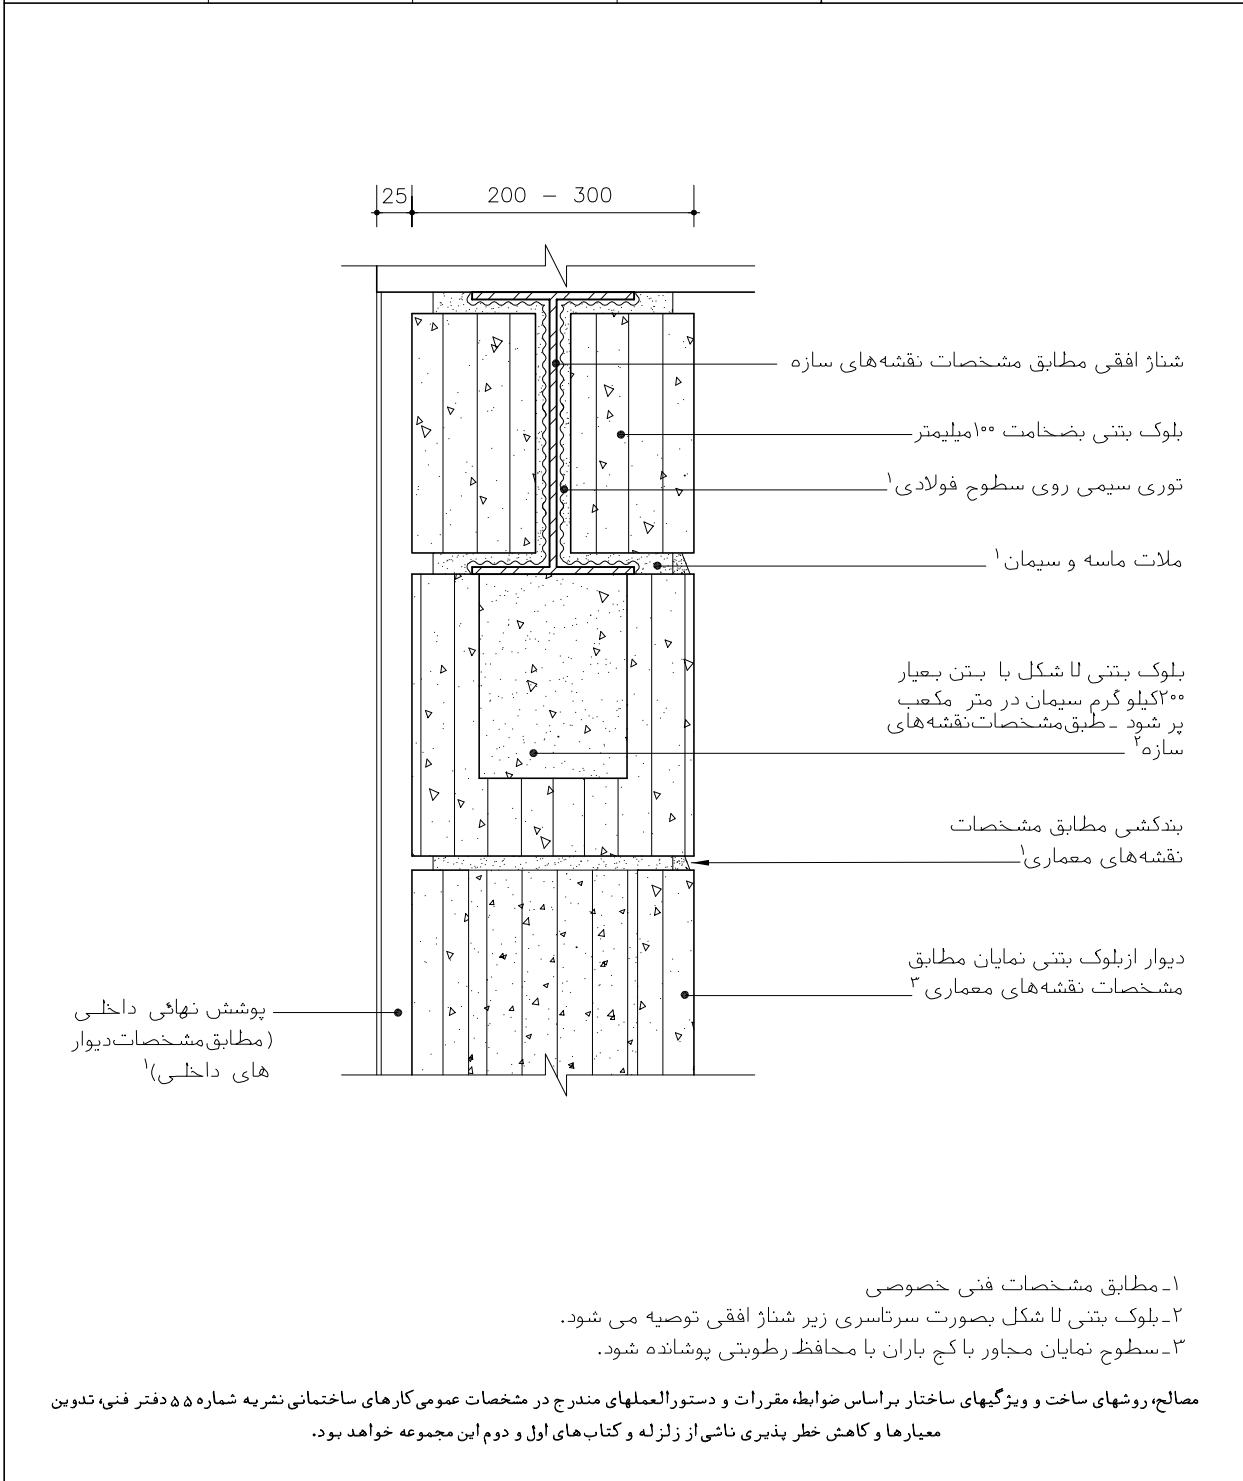 25
200 – 300
شناژ افقی مطابق مشخصات نقشه‌های سازه
بلوک بتنی بضخامت ۱۰۰میلیمتر
توری سیمی روی سطوح فولادی۱
ملات ماسه و سیمان۱
بلوک بتنی U شکل با بتن بعیار
۲۰۰کیلو گرم سیمان در متر مکعب
پر شود ـ طبق مشخصات نقشه‌های
سازه۲
بندکشی مطابق مشخصات
نقشه‌های معماری۱
دیوار ازبلوک بتنی نمایان مطابق
مشخصات نقشه‌های معماری ۳
پوشش نهائی داخلی
(مطابق مشخصات دیوار
های داخلی)۱
۱ـ مطابق مشخصات فنی خصوصی
۲ـ بلوک بتنی U شکل بصورت سرتاسری زیر شناژ افقی توصیه می شود.
۳ـ سطوح نمایان مجاور با کج باران با محافظ رطوبتی پوشانده شود.
مصالح، روشهای ساخت و ویژگیهای ساختار براساس ضوابط، مقررات و دستورالعملهای مندرج در مشخصات عمومی کارهای ساختمانی نشریه شماره ۵۵ دفتر فنی، تدوین
معیارها و کاهش خطر پذیری ناشی از زلزله و کتاب‌های اول و دوم این مجموعه خواهد بود.